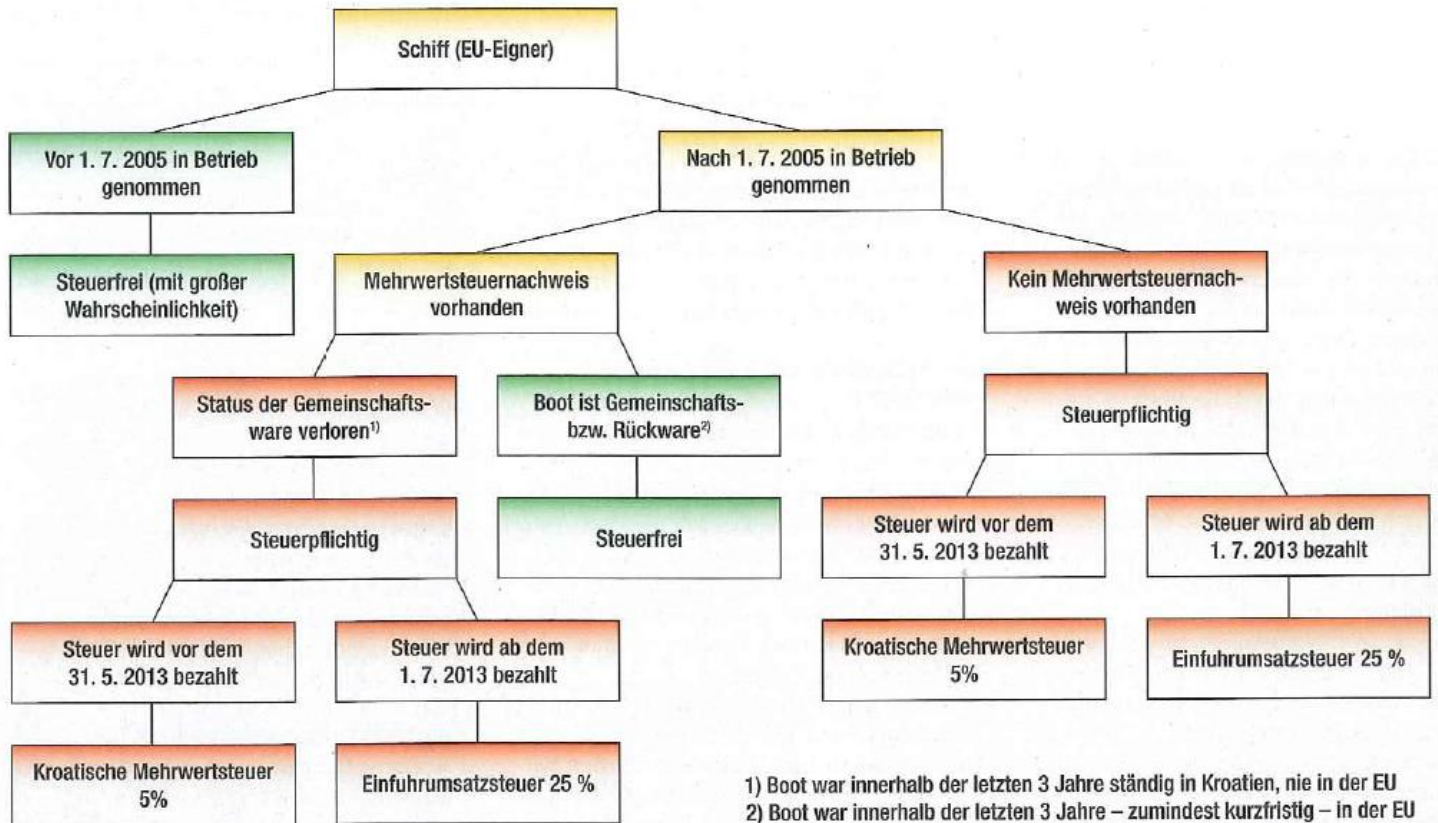 Schiff (EU-Eigner)
Vor 1. 7. 2005 in Betrieb
genommen
Nach 1. 7. 2005 in Betrieb
genommen
Steuerfrei (mit großer
Wahrscheinlichkeit)
Mehrwertsteuernachweis
vorhanden
Kein Mehrwertsteuernach-
weis vorhanden
Status der Gemeinschafts-
ware verloren1)
Boot ist Gemeinschafts-
bzw. Rückware2)
Steuerpflichtig
Steuerpflichtig
Steuerfrei
Steuer wird vor dem
31. 5. 2013 bezahlt
Steuer wird ab dem
1. 7. 2013 bezahlt
Steuer wird vor dem
31. 5. 2013 bezahlt
Steuer wird ab dem
1. 7. 2013 bezahlt
Kroatische Mehrwertsteuer
5%
Einfuhrumsatzsteuer 25 %
Kroatische Mehrwertsteuer
5%
Einfuhrumsatzsteuer 25 %
1) Boot war innerhalb der letzten 3 Jahre ständig in Kroatien, nie in der EU
2) Boot war innerhalb der letzten 3 Jahre – zumindest kurzfristig – in der EU